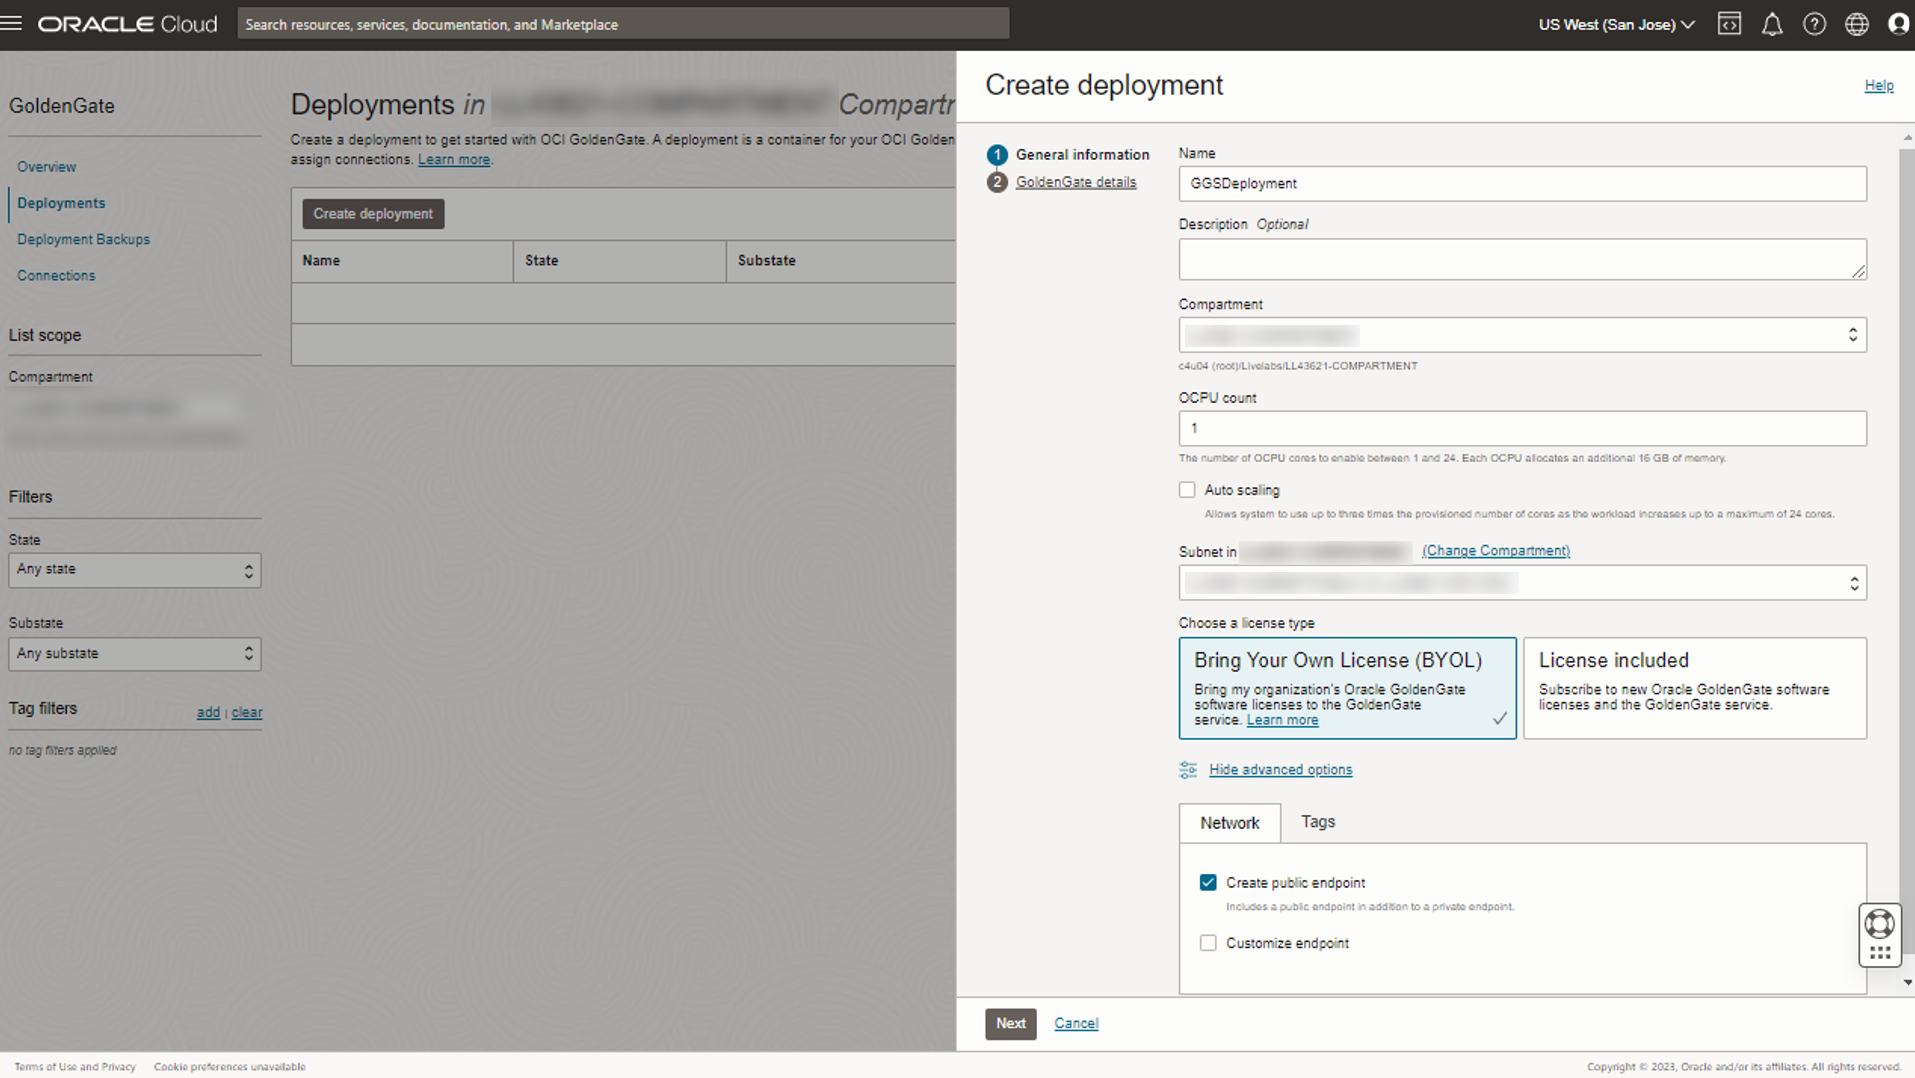 ORACLE Cloud
Search resources, services, documentation, and Marketplace
US West (San Jose)
GoldenGate
Overview
Deployments
Deployment Backups
Connections
List scope
Compartment
Filters
State
Any state
Substate
Any substate
Tag filters
add | clear
no tag filters applied
Deployments in
Compartr
Create a deployment to get started with OCI GoldenGate. A deployment is a container for your OCI Golden
assign connections. Learn more.
Create deployment
Name State Substate
Create deployment
Help
1 General information
2 GoldenGate details
Name
GGSDeployment
Description Optional
Compartment
c4u04 (root)/Livelabs/LL43621-COMPARTMENT
OCPU count
1
The number of OCPU cores to enable between 1 and 24. Each OCPU allocates an additional 16 GB of memory.
Auto scaling
Allows system to use up to three times the provisioned number of cores as the workload increases up to a maximum of 24 cores.
Subnet in (Change Compartment)
Choose a license type
Bring Your Own License (BYOL)
Bring my organization's Oracle GoldenGate
software licenses to the GoldenGate
service. Learn more
License included
Subscribe to new Oracle GoldenGate software
licenses and the GoldenGate service.
Hide advanced options
Network Tags
Create public endpoint
Includes a public endpoint in addition to a private endpoint.
Customize endpoint
Next Cancel
Terms of Use and Privacy Cookie preferences unavailable
Copyright © 2023, Oracle and/or its affiliates. All rights reserved.